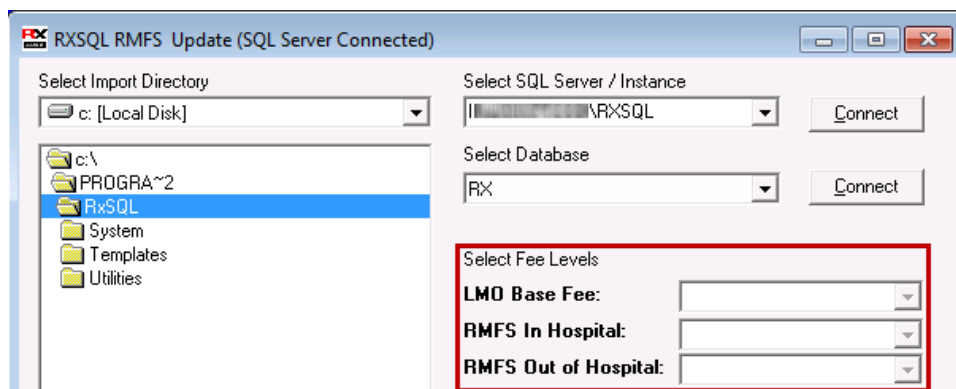 RX RXSQL RMFS Update (SQL Server Connected)
Select Import Directory
c: [Local Disk]
c:\
PROGRA~2
RxSQL
System
Templates
Utilities
Select SQL Server / Instance
\RXSQL
Connect
Select Database
RX
Connect
Select Fee Levels
LMO Base Fee:
RMFS In Hospital:
RMFS Out of Hospital: